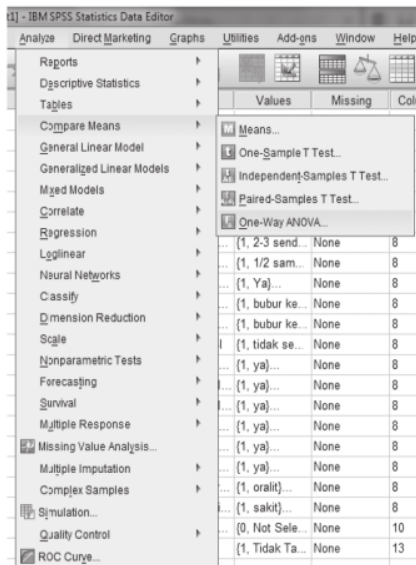 t1] - IBM SPSS Statistics Data Editor
Analyze Direct Marketing Graphs Utilities Add-ons Window Help
Reports
Descriptive Statistics
Tables
Compare Means
General Linear Model
Generalized Linear Models
Mixed Models
Correlate
Regression
Loglinear
Neural Networks
Classify
Dimension Reduction
Scale
Nonparametric Tests
Forecasting
Survival
Multiple Response
Missing Value Analysis...
Multiple Imputation
Complex Samples
Simulation...
Quality Control
ROC Curve...
Means...
One-Sample T Test...
Independent-Samples T Test...
Paired-Samples T Test...
One-Way ANOVA...
Values Missing Col
... {1, 2-3 send... None 8
... {1, 1/2 sam... None 8
... {1, Ya}... None 8
... {1, bubur ke... None 8
... {1, bubur ke... None 8
l {1, tidak se... None 8
l... {1, ya}... None 8
l... {1, ya}... None 8
... {1, ya}... None 8
... {1, ya}... None 8
... {1, ya}... None 8
... {1, oralit}... None 8
i... {1, sakit}... None 8
... {0, Not Sele... None 10
{1, Tidak Ta... None 13